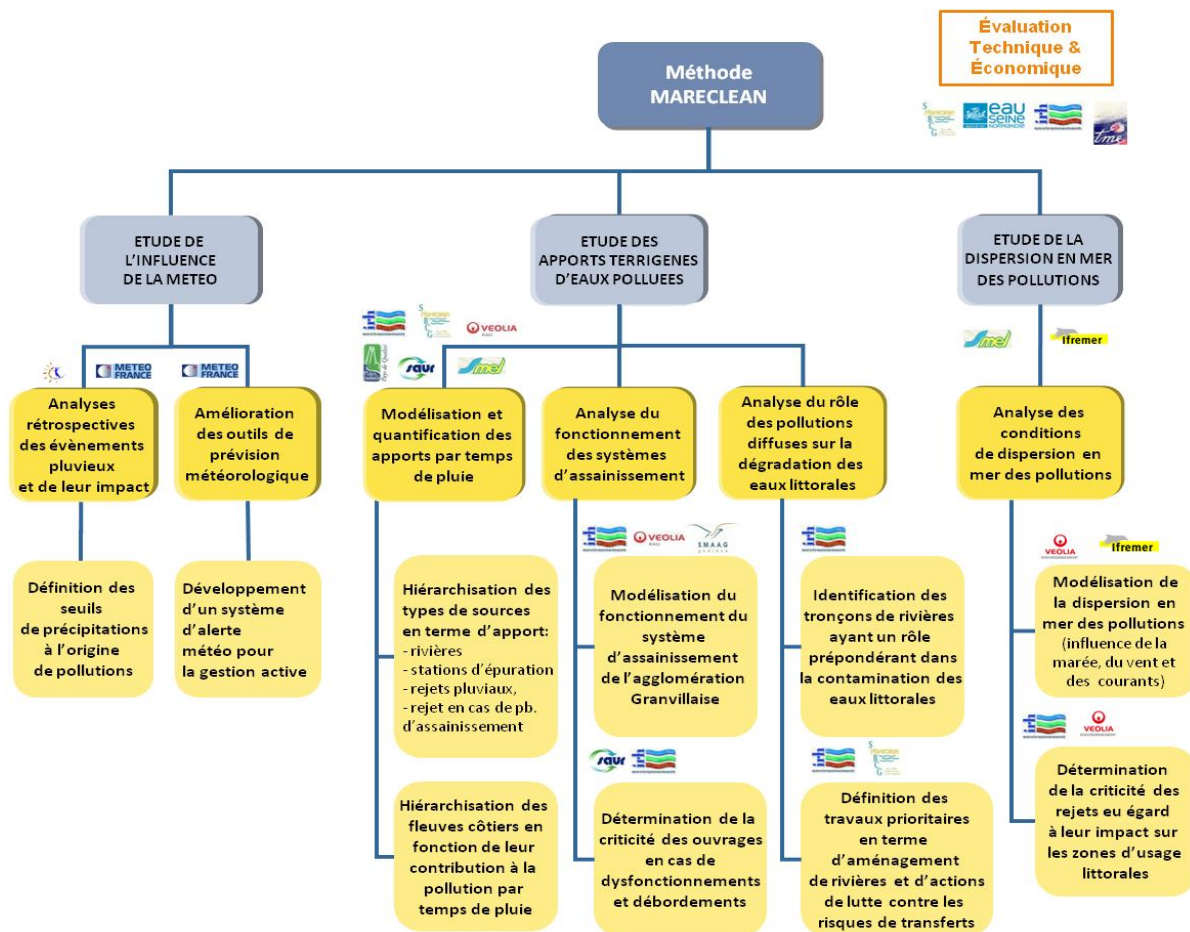 Évaluation
Technique &
Économique
Méthode
MARECLEAN
eau
SEINE
NORMANDIE
tme
ETUDE DE
L'INFLUENCE
DE LA METEO
ETUDE DES
APPORTS TERRIGENES
D'EAUX POLLUEES
ETUDE DE LA
DISPERSION EN MER
DES POLLUTIONS
METEO
FRANCE
METEO
FRANCE
VEOLIA
EAU
saur
Smel
Smel
Ifremer
Analyses
rétrospectives
des évènements
pluvieux
et de leur impact
Amélioration
des outils de
prévision
météorologique
Modélisation et
quantification des
apports par temps
de pluie
Analyse du
fonctionnement
des systèmes
d'assainissement
Analyse du rôle
des pollutions
diffuses sur la
dégradation des
eaux littorales
Analyse des
conditions
de dispersion en
mer des pollutions
Définition des
seuils
de précipitations
à l'origine
de pollutions
Développement
d'un système
d'alerte
météo pour
la gestion active
Hiérarchisation des
types de sources
en terme d'apport:
- rivières
- stations d'épuration
- rejets pluviaux,
- rejet en cas de pb.
d'assainissement
VEOLIA
EAU
SMAAG
Modélisation du
fonctionnement du
système
d'assainissement
de l'agglomération
Granvillaise
Identification des
tronçons de rivières
ayant un rôle
prépondérant dans
la contamination des
eaux littorales
VEOLIA
Ifremer
Modélisation de
la dispersion en
mer des pollutions
(influence de la
marée, du vent et
des courants)
Hiérarchisation des
fleuves côtiers en
fonction de leur
contribution à la
pollution par
temps de pluie
saur
Détermination de la
criticité des ouvrages
en cas de
dysfonctionnements
et débordements
Définition des
travaux prioritaires
en terme
d'aménagement
de rivières et d'actions
de lutte contre les
risques de transferts
VEOLIA
Détermination
de la criticité des
rejets eu égard
à leur impact sur
les zones d'usage
littorales